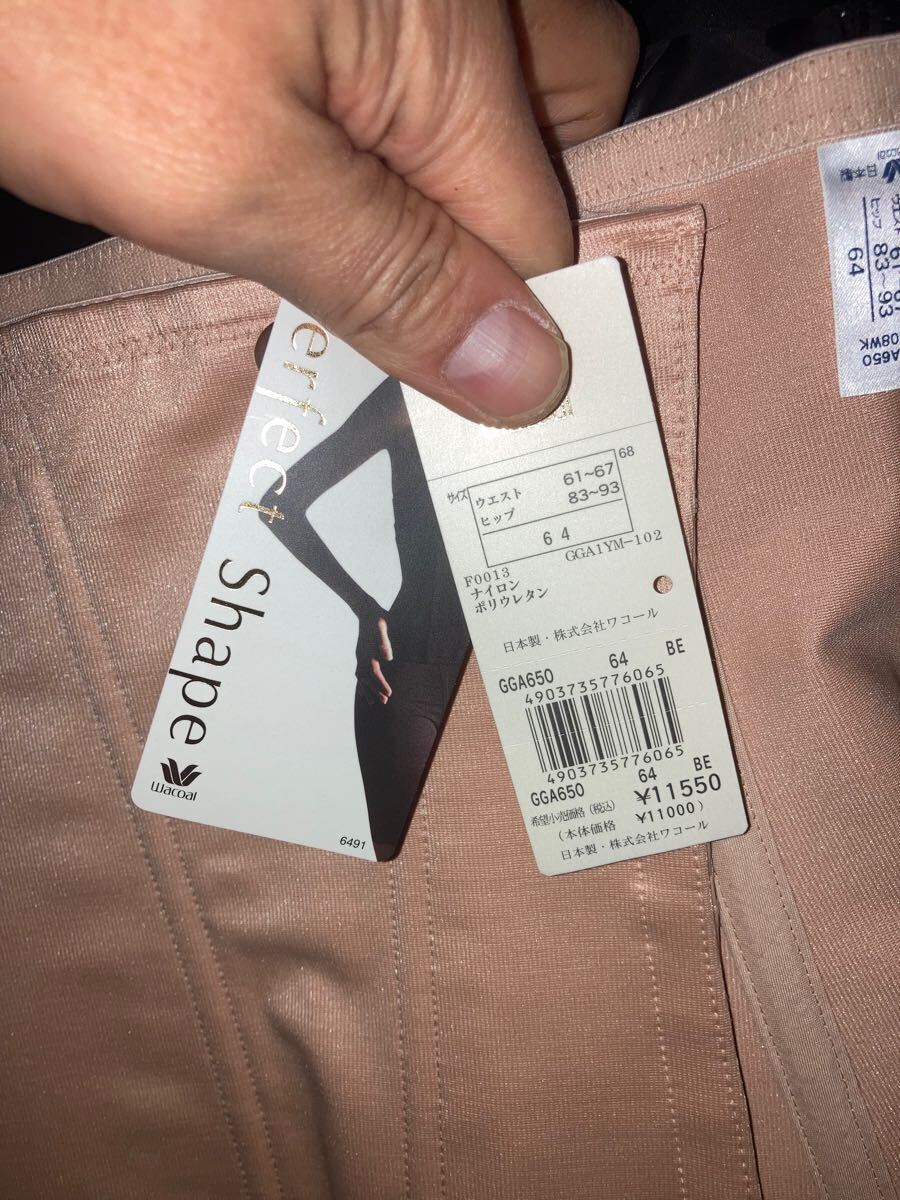 erfect
Shape
Wacoal
6491
68
サイズ
ウエスト 61~67
ヒップ 83~93
64
GGA1YM-102
F0013
ナイロン
ポリウレタン
日本製・株式会社ワコール
GGA650 64 BE
4903735776065
4903735776065
GGA650 64 BE
希望小売価格(税込) ¥11550
(本体価格 ¥11000)
日本製・株式会社ワコール
日本製
ヒップ 83~93
64